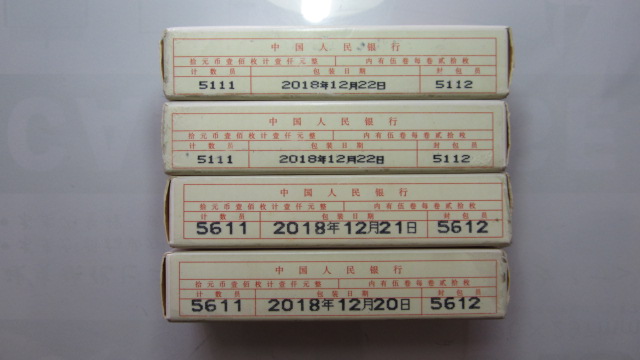 中国人民银行
拾元币壹佰枚计壹仟元整 内有伍卷每卷贰拾枚
计数员 包装日期 封包员
5111 2018年12月22日 5112
中国人民银行
拾元币壹佰枚计壹仟元整 内有伍卷每卷贰拾枚
计数员 包装日期 封包员
5111 2018年12月22日 5112
中国人民银行
拾元币壹佰枚计壹仟元整 内有伍卷每卷贰拾枚
计数员 包装日期 封包员
5611 2018年12月21日 5612
中国人民银行
拾元币壹佰枚计壹仟元整 内有伍卷每卷贰拾枚
计数员 包装日期 封包员
5611 2018年12月20日 5612